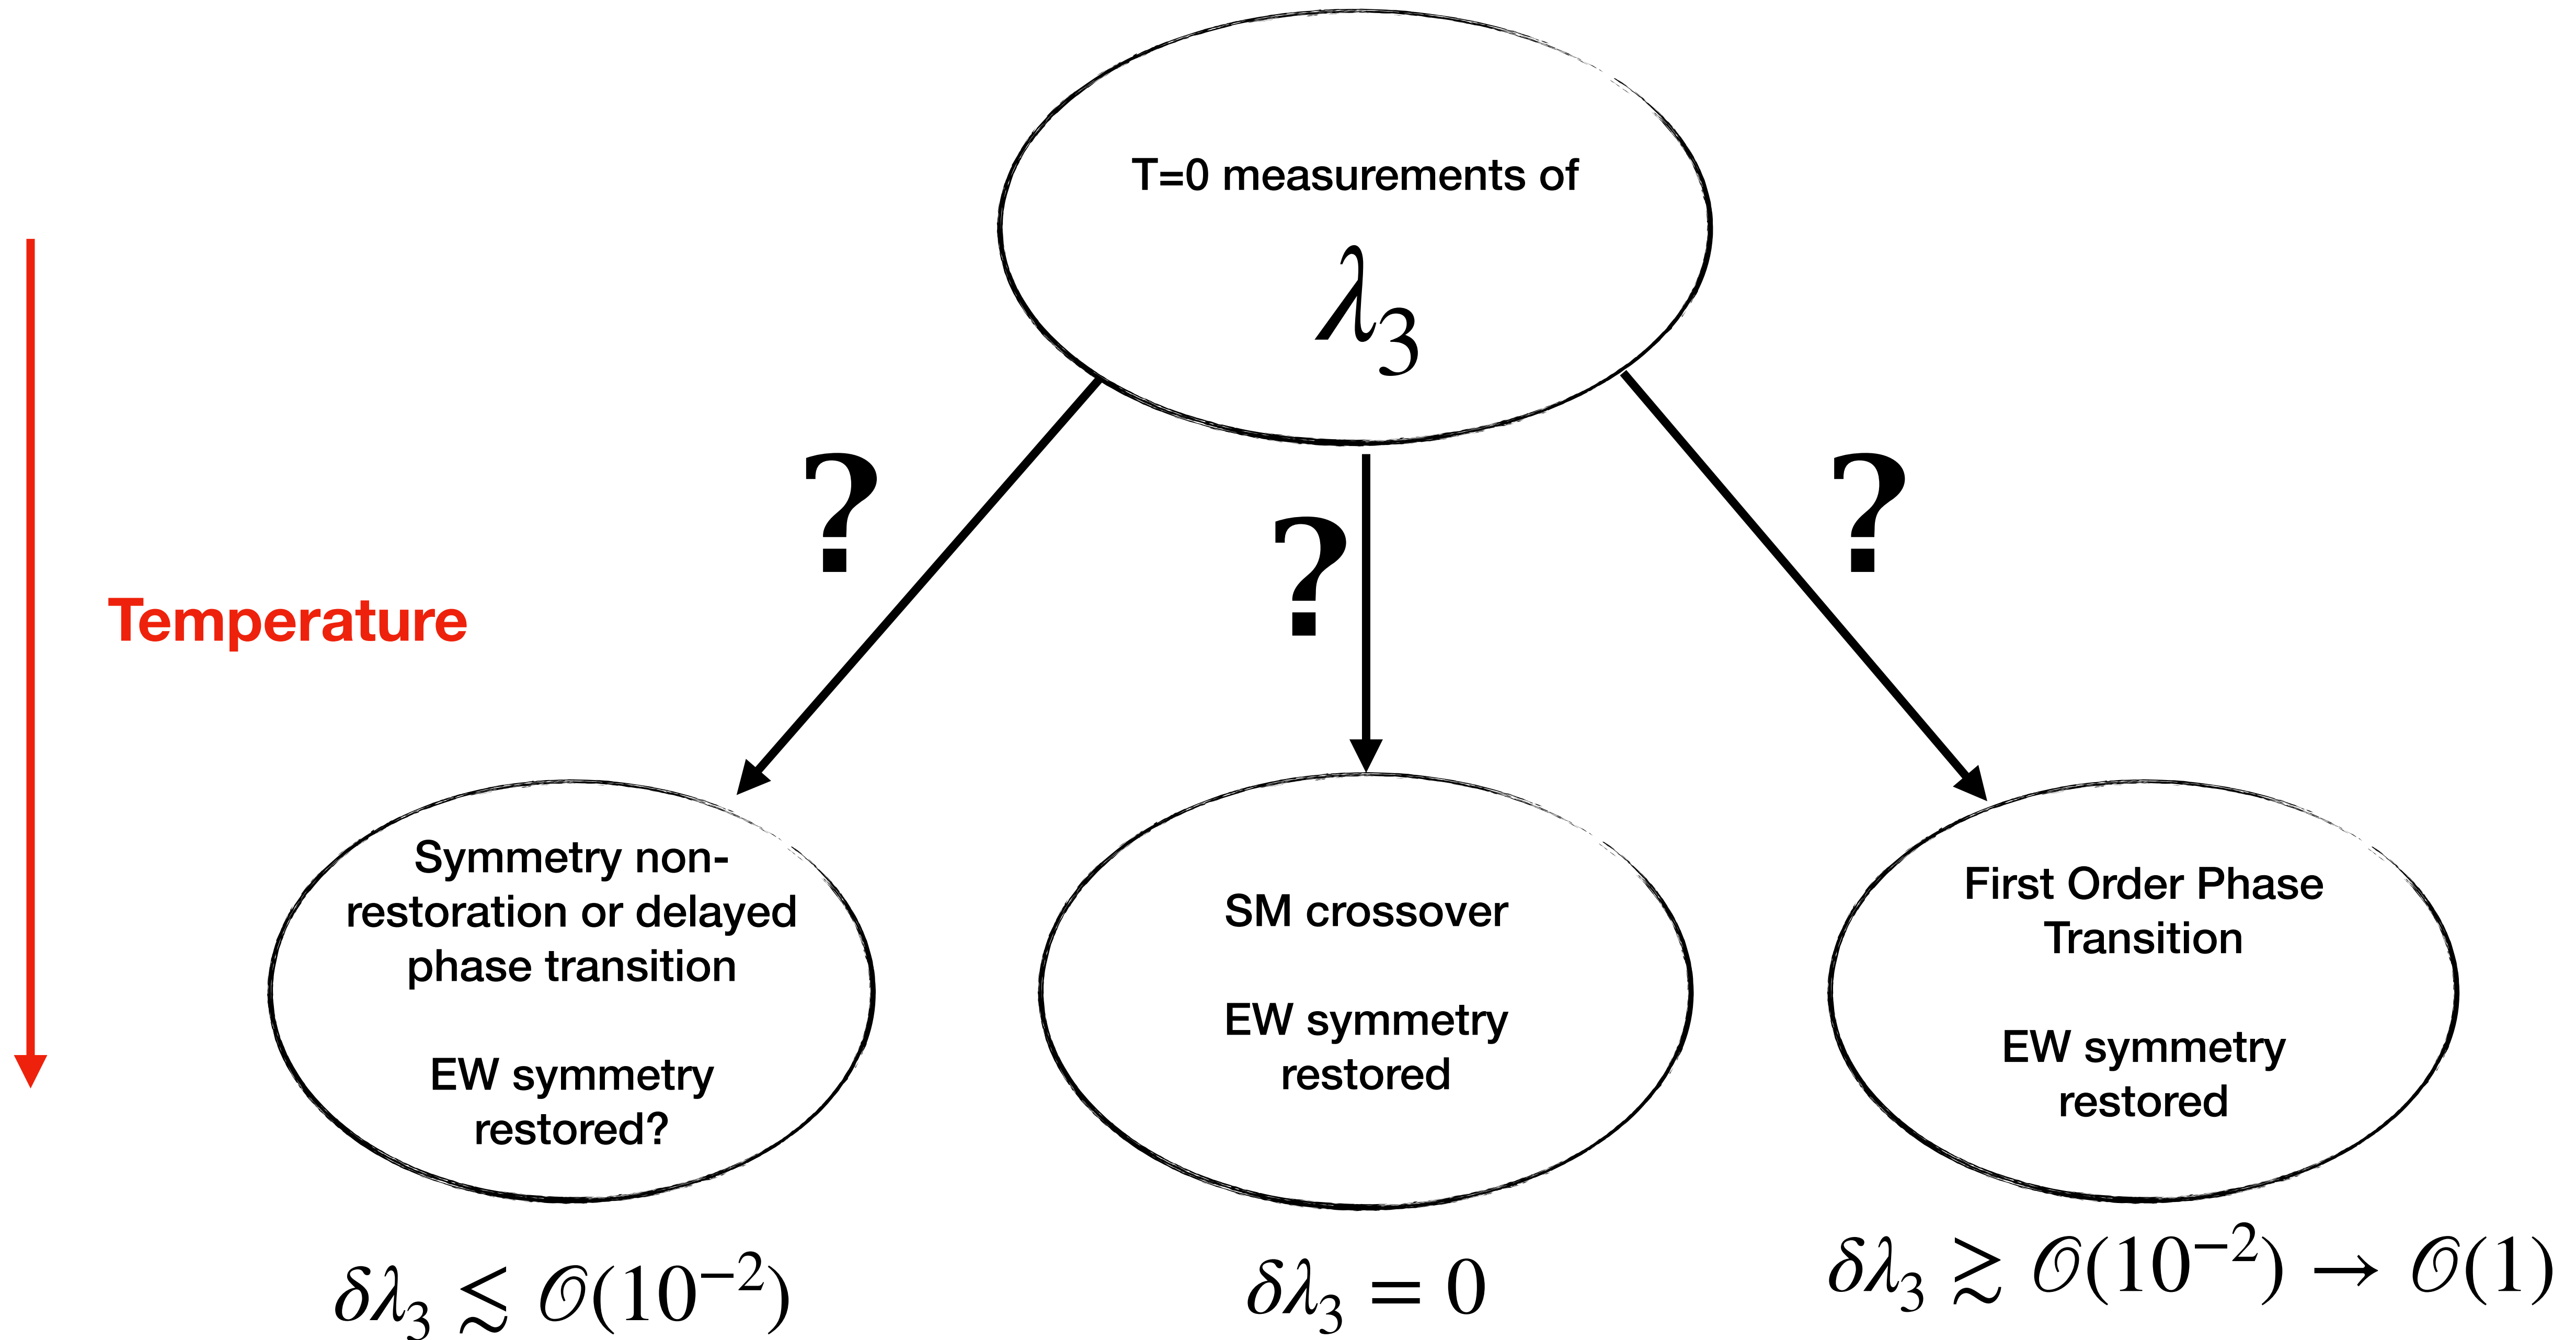 T=0 measurements of
λ₃
?
?
?
Temperature
Symmetry non-
restoration or delayed
phase transition
EW symmetry
restored?
SM crossover
EW symmetry
restored
First Order Phase
Transition
EW symmetry
restored
δλ₃ ≲ 𝒪(10⁻²)
δλ₃ = 0
δλ₃ ≳ 𝒪(10⁻²) → 𝒪(1)